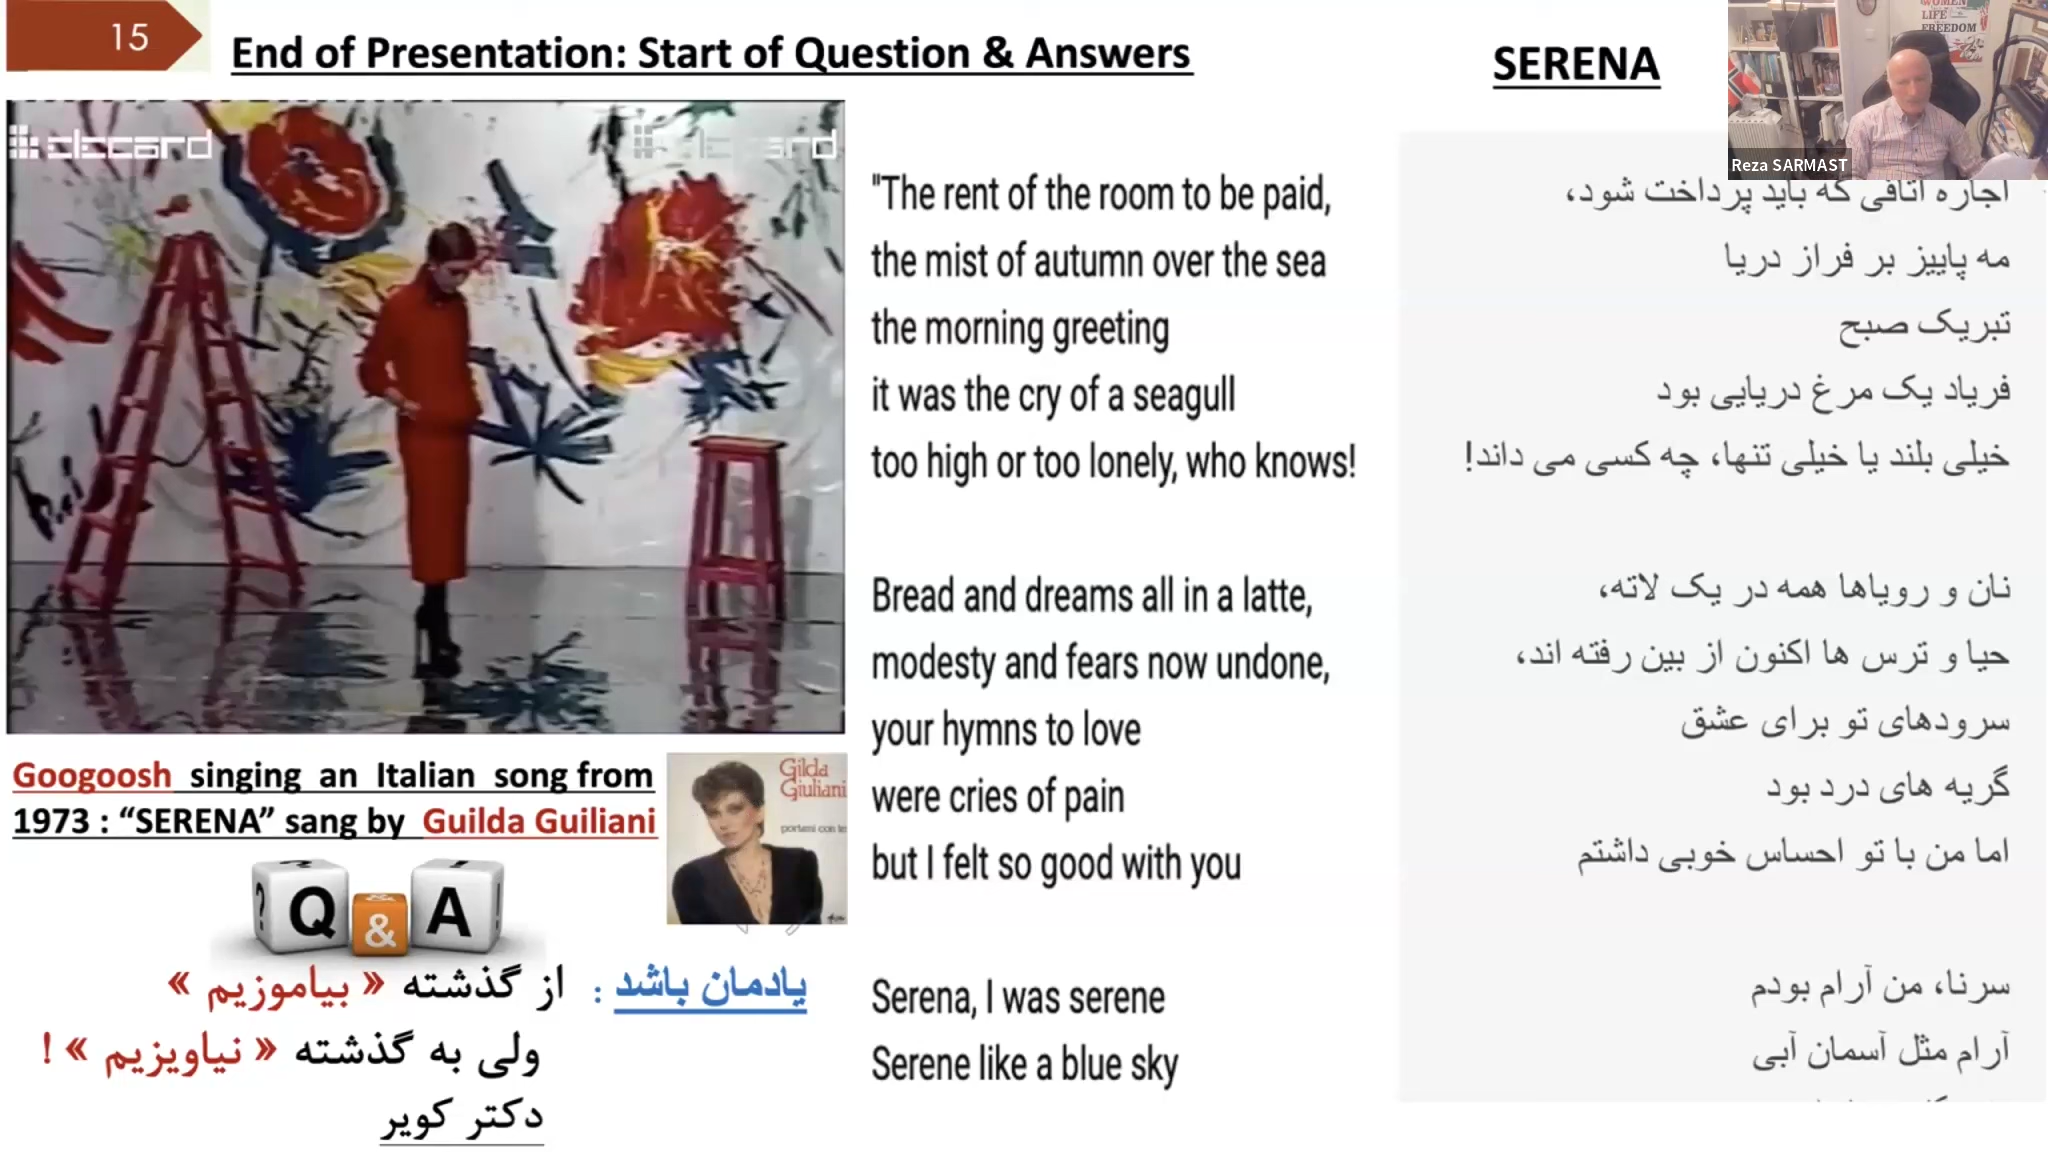 15
End of Presentation: Start of Question & Answers
SERENA
WOMEN
LIFE
FREEDOM
Reza SARMAST
"The rent of the room to be paid,
the mist of autumn over the sea
the morning greeting
it was the cry of a seagull
too high or too lonely, who knows!
Bread and dreams all in a latte,
modesty and fears now undone,
your hymns to love
were cries of pain
but I felt so good with you
Serena, I was serene
Serene like a blue sky
اجاره اتاقی که باید پرداخت شود،
مه پاییز بر فراز دریا
تبریک صبح
فریاد یک مرغ دریایی بود
خیلی بلند یا خیلی تنها، چه کسی می داند!
نان و رویاها همه در یک لاته،
حیا و ترس ها اکنون از بین رفته اند،
سرودهای تو برای عشق
گریه های درد بود
اما من با تو احساس خوبی داشتم
سرنا، من آرام بودم
آرام مثل آسمان آبی
Googoosh singing an Italian song from
1973 : “SERENA” sang by Guilda Guiliani
Gilda
Giuliani
portami con te
? Q & A !
یادمان باشد : از گذشته « بیاموزیم »
ولی به گذشته « نیاویزیم » !
دکتر کویر